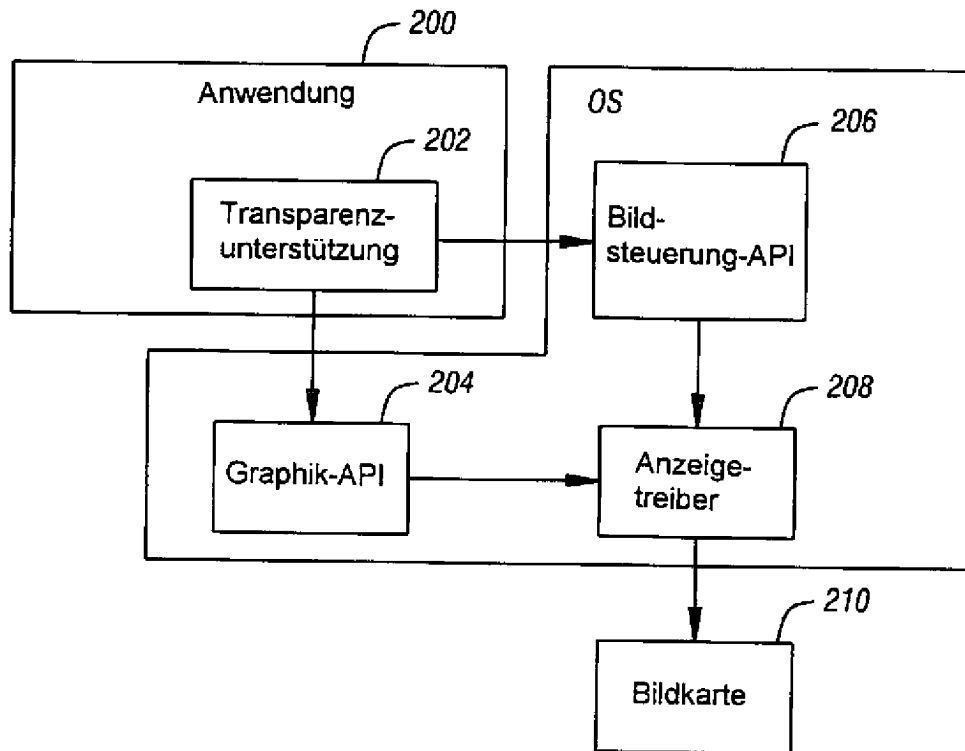 200
Anwendung
OS
206
202
Transparenz-
unterstützung
Bild-
steuerung-API
204
208
Graphik-API
Anzeige-
treiber
210
Bildkarte